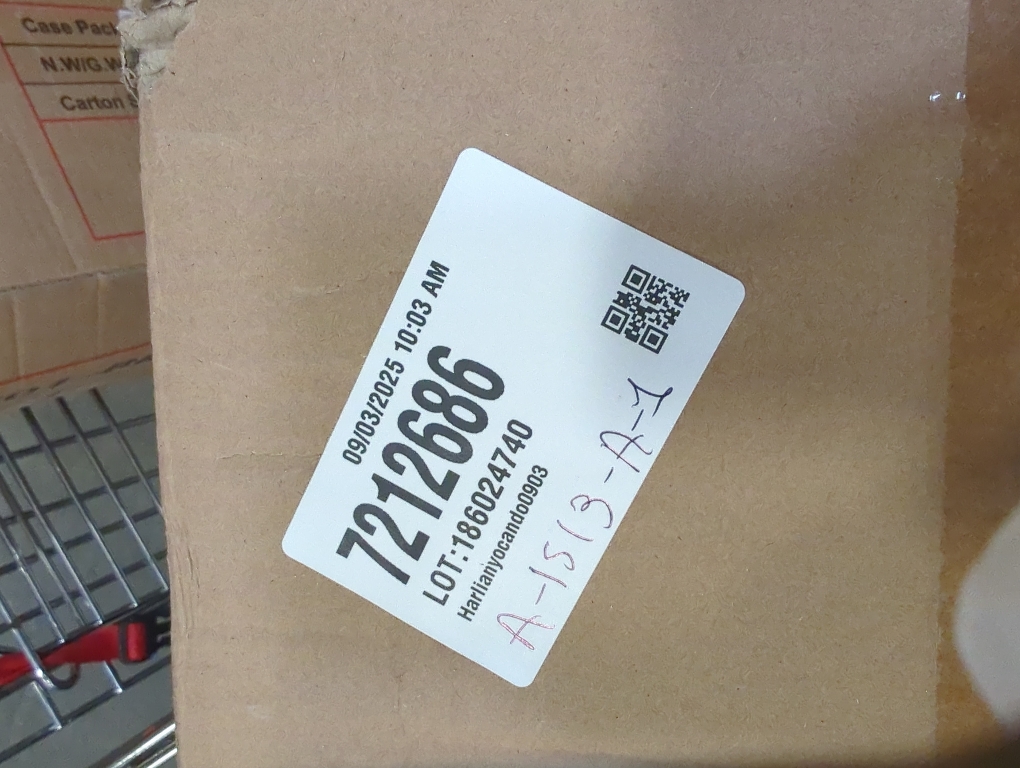 Case Pack
N.W/G.W
Carton
09/03/2025 10:03 AM
7212686
LOT:186024740
Harlianyocando0903
A-1513-A-1